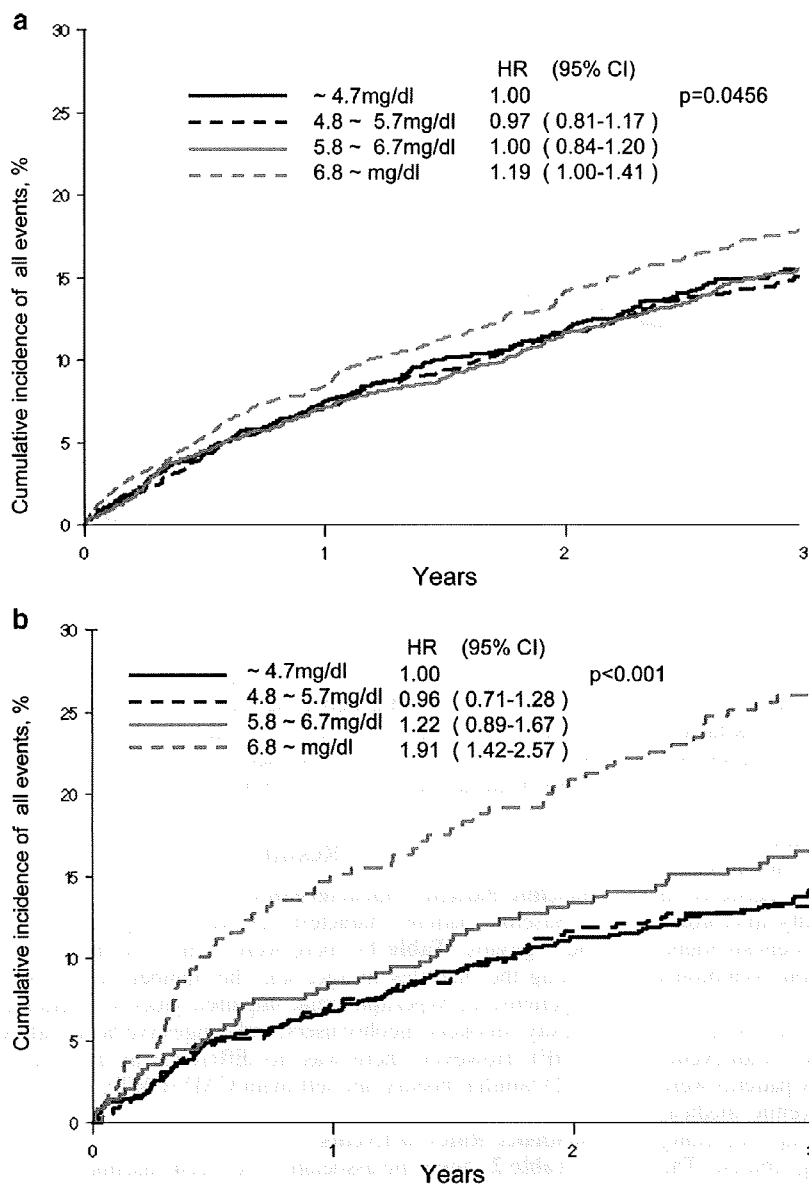 a
30
HR (95% CI)
~ 4.7mg/dl 1.00 p=0.0456
4.8 ~ 5.7mg/dl 0.97 ( 0.81-1.17 )
5.8 ~ 6.7mg/dl 1.00 ( 0.84-1.20 )
6.8 ~ mg/dl 1.19 ( 1.00-1.41 )
25
20
15
10
5
0
Cumulative incidence of all events, %
0 1 2 3
Years
b
30
HR (95% CI)
~ 4.7mg/dl 1.00 p<0.001
4.8 ~ 5.7mg/dl 0.96 ( 0.71-1.28 )
5.8 ~ 6.7mg/dl 1.22 ( 0.89-1.67 )
6.8 ~ mg/dl 1.91 ( 1.42-2.57 )
25
20
15
10
5
0
Cumulative incidence of all events, %
0 1 2 3
Years